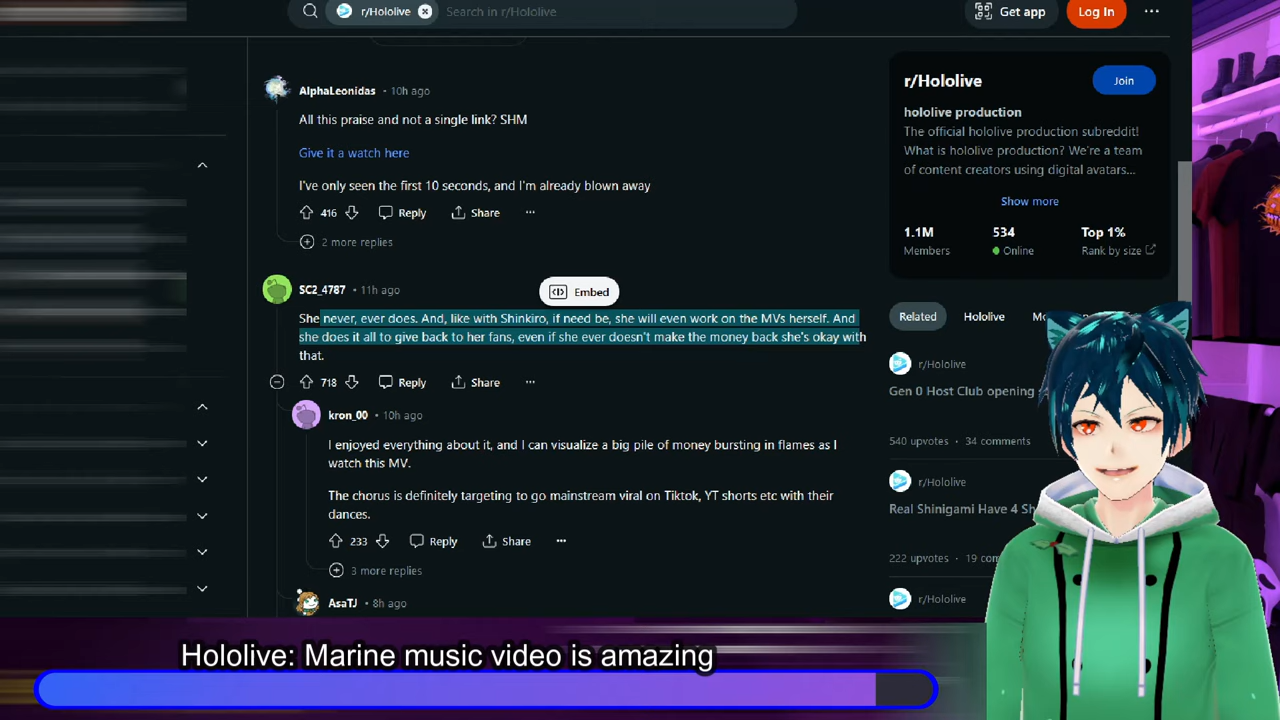 r/Hololive
Search in r/Hololive
Get app
Log In
AlphaLeonidas • 10h ago
All this praise and not a single link? SHM
Give it a watch here
I've only seen the first 10 seconds, and I'm already blown away
416 Reply Share
2 more replies
SC2_4787 • 11h ago
Embed
She never, ever does. And, like with Shinkiro, if need be, she will even work on the MVs herself. And
she does it all to give back to her fans, even if she ever doesn't make the money back she's okay with
that.
718 Reply Share
kron_00 • 10h ago
I enjoyed everything about it, and I can visualize a big pile of money bursting in flames as I
watch this MV.
The chorus is definitely targeting to go mainstream viral on Tiktok, YT shorts etc with their
dances.
233 Reply Share
3 more replies
AsaTJ • 8h ago
r/Hololive
Join
hololive production
The official hololive production subreddit!
What is hololive production? We're a team
of content creators using digital avatars...
Show more
1.1M 534 Top 1%
Members Online Rank by size
Related Hololive
r/Hololive
Gen 0 Host Club opening
540 upvotes • 34 comments
r/Hololive
Real Shinigami Have 4
222 upvotes
r/Hololive
Hololive: Marine music video is amazing